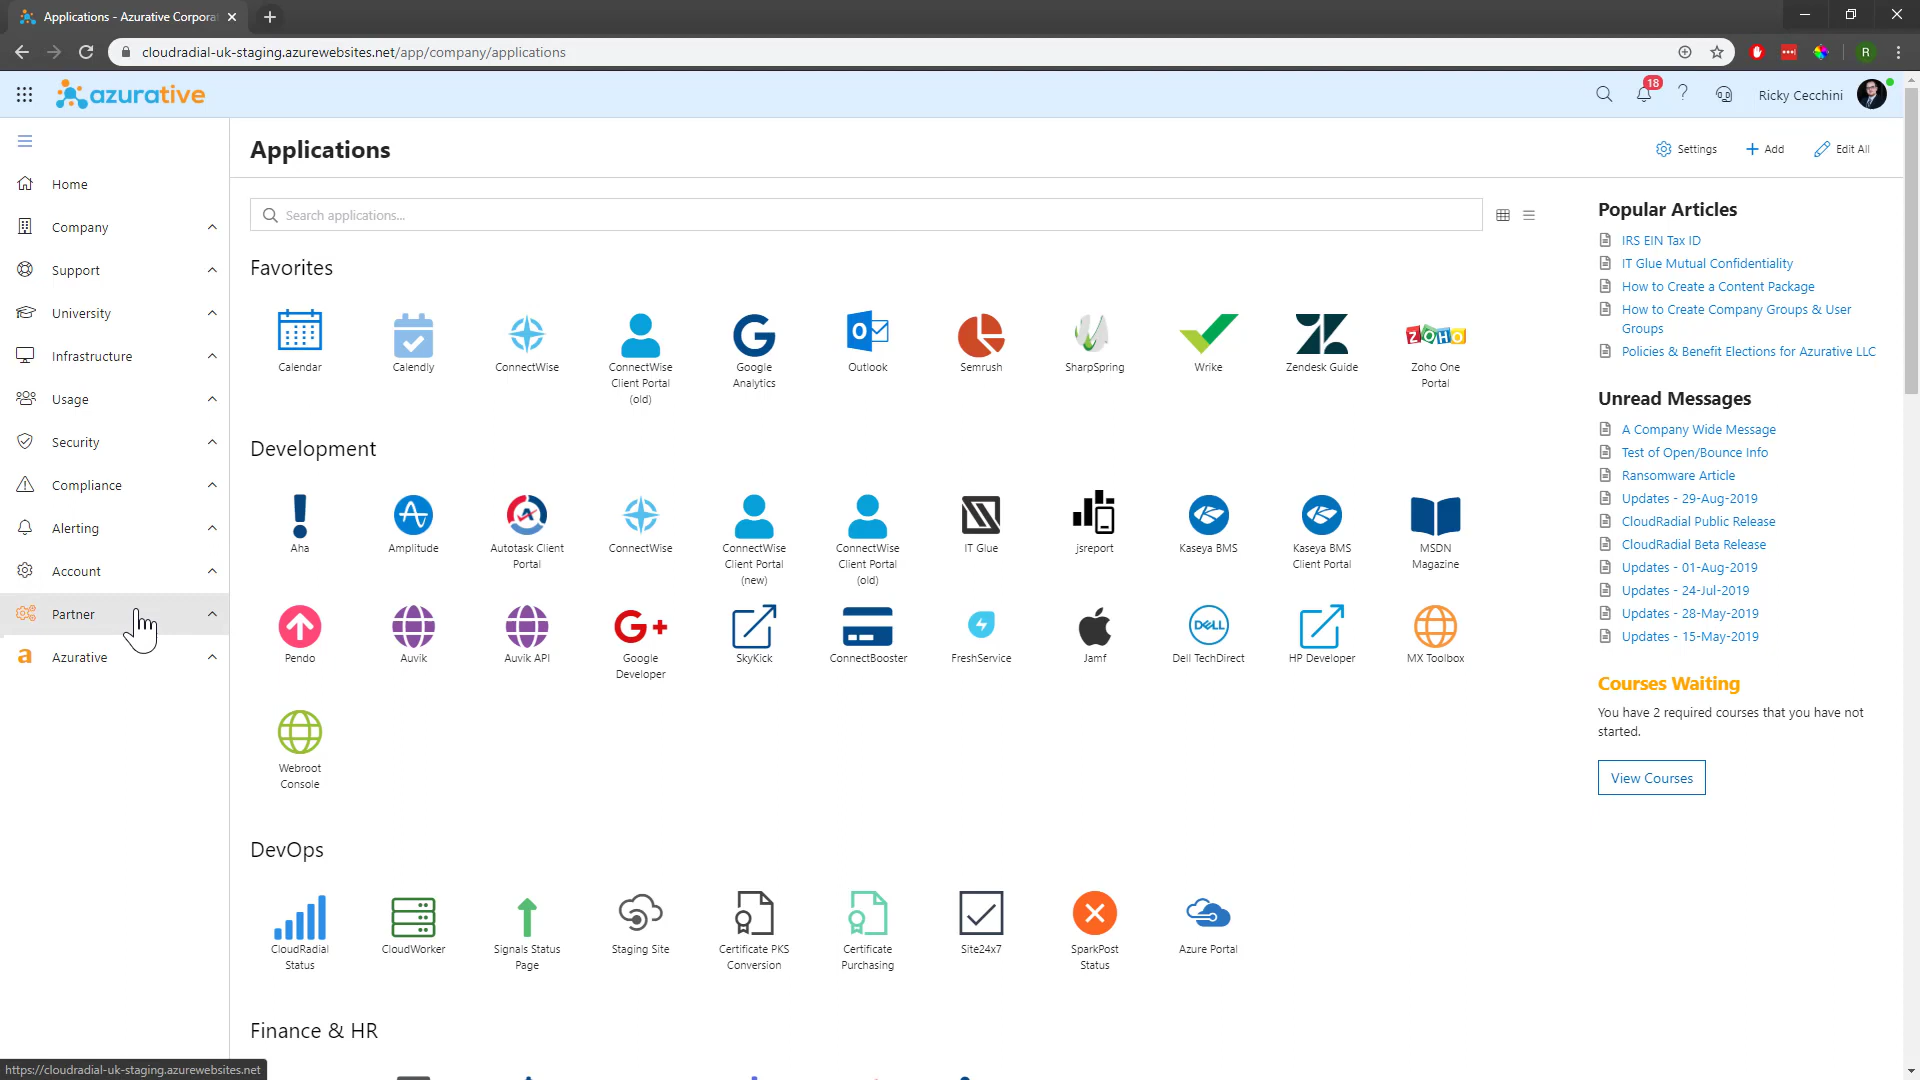 Applications - Azurative Corpora
cloudradial-uk-staging.azurewebsites.net/app/company/applications
R
azurative
18
?
Ricky Cecchini
Applications
Settings
Add
Edit All
Home
Company
Support
University
Infrastructure
Usage
Security
Compliance
Alerting
Account
Partner
a
Azurative
Search applications...
Favorites
Calendar
Calendly
ConnectWise
ConnectWise
Client Portal
(old)
Google
Analytics
Outlook
Semrush
SharpSpring
Wrike
Zendesk Guide
ZOHO
Zoho One
Portal
Development
Aha
Amplitude
Autotask Client
Portal
ConnectWise
ConnectWise
Client Portal
(new)
ConnectWise
Client Portal
(old)
IT Glue
jsreport
Kaseya BMS
Kaseya BMS
Client Portal
MSDN
Magazine
Pendo
Auvik
Auvik API
G+
Google
Developer
SkyKick
ConnectBooster
FreshService
Jamf
DELL
Dell TechDirect
HP Developer
MX Toolbox
Webroot
Console
DevOps
CloudRadial
Status
CloudWorker
Signals Status
Page
Staging Site
Certificate PKS
Conversion
Certificate
Purchasing
Site24x7
SparkPost
Status
Azure Portal
Finance & HR
Popular Articles
IRS EIN Tax ID
IT Glue Mutual Confidentiality
How to Create a Content Package
How to Create Company Groups & User
Groups
Policies & Benefit Elections for Azurative LLC
Unread Messages
A Company Wide Message
Test of Open/Bounce Info
Ransomware Article
Updates - 29-Aug-2019
CloudRadial Public Release
CloudRadial Beta Release
Updates - 01-Aug-2019
Updates - 24-Jul-2019
Updates - 28-May-2019
Updates - 15-May-2019
Courses Waiting
You have 2 required courses that you have not
started.
View Courses
https://cloudradial-uk-staging.azurewebsites.net